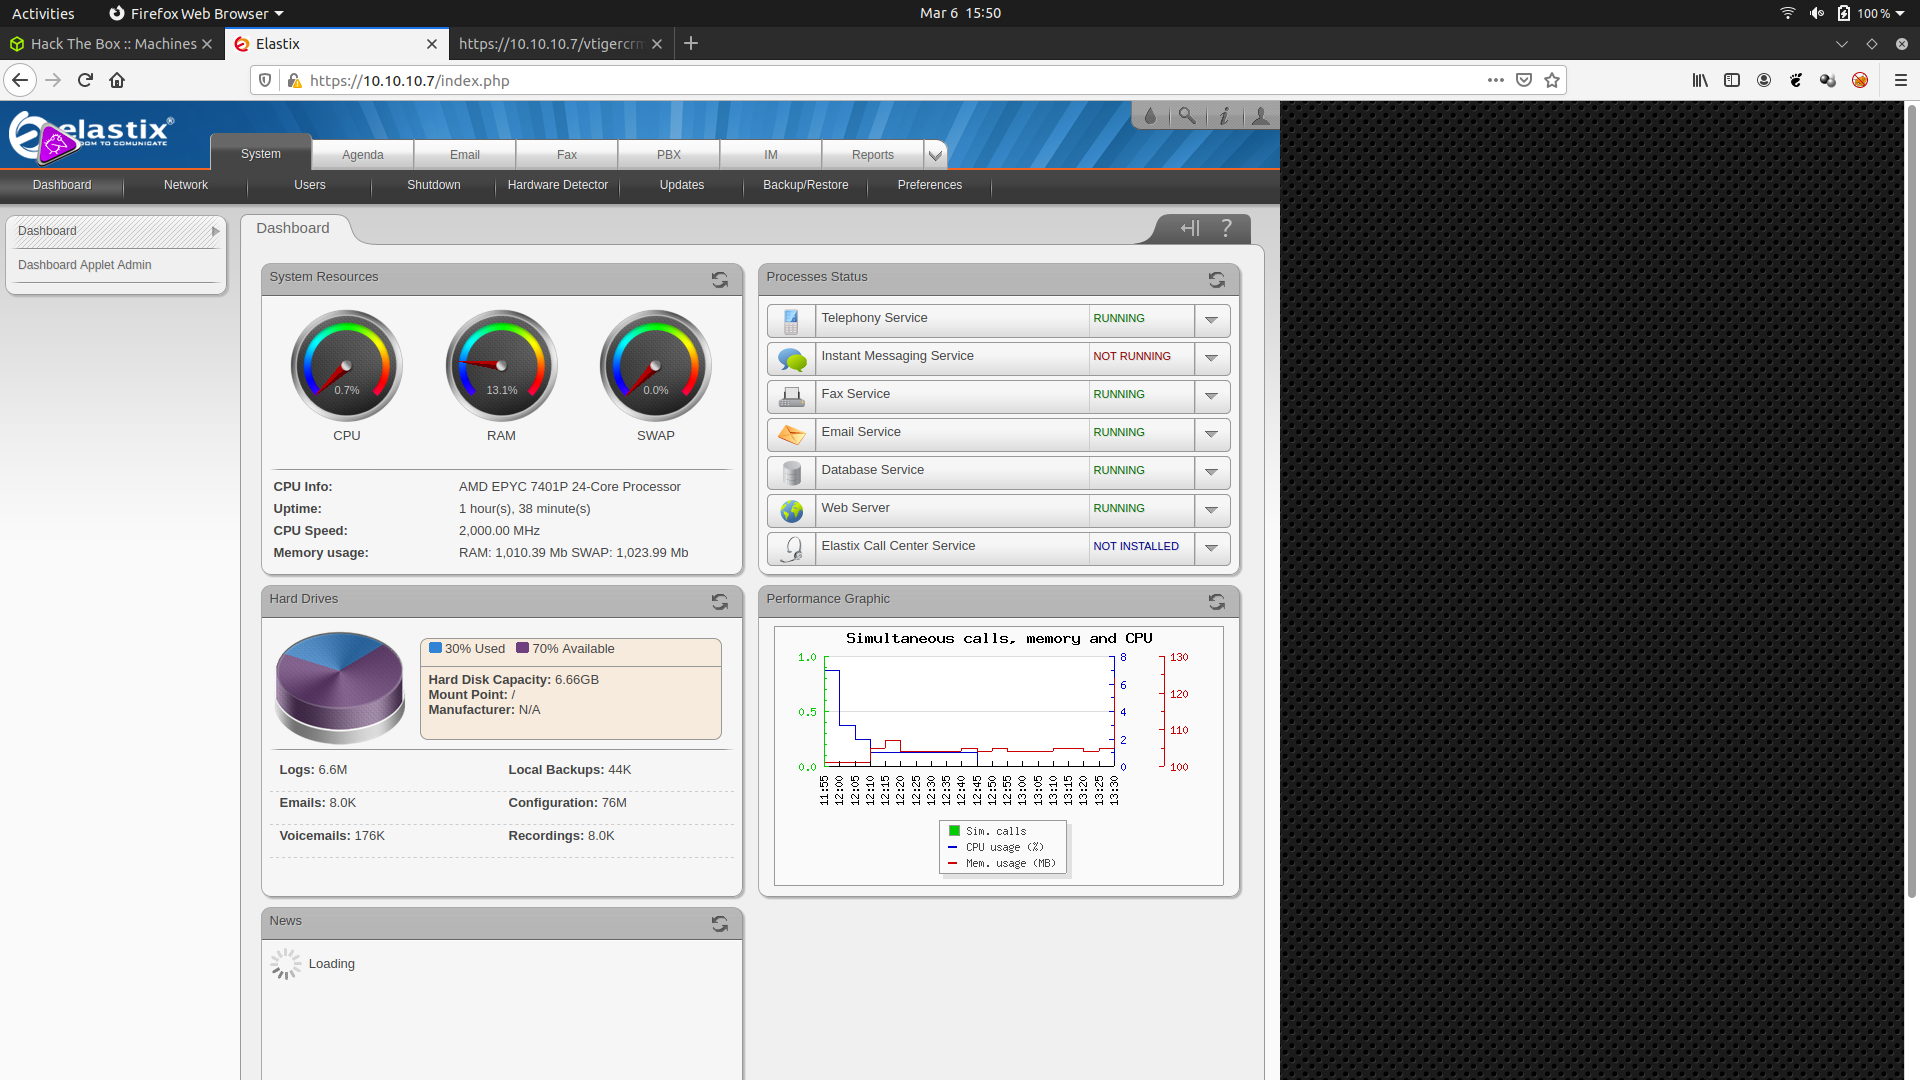 Activities
Firefox Web Browser
Mar 6 15:50
100 %
Hack The Box :: Machines
Elastix
https://10.10.10.7/vtigercrm
https://10.10.10.7/index.php
elastix®
DOM TO COMUNICATE
System
Agenda
Email
Fax
PBX
IM
Reports
Dashboard
Network
Users
Shutdown
Hardware Detector
Updates
Backup/Restore
Preferences
Dashboard
Dashboard Applet Admin
Dashboard
?
System Resources
0.7%
13.1%
0.0%
CPU
RAM
SWAP
CPU Info: AMD EPYC 7401P 24-Core Processor
Uptime: 1 hour(s), 38 minute(s)
CPU Speed: 2,000.00 MHz
Memory usage: RAM: 1,010.39 Mb SWAP: 1,023.99 Mb
Processes Status
Telephony Service RUNNING
Instant Messaging Service NOT RUNNING
Fax Service RUNNING
Email Service RUNNING
Database Service RUNNING
Web Server RUNNING
Elastix Call Center Service NOT INSTALLED
Hard Drives
30% Used 70% Available
Hard Disk Capacity: 6.66GB
Mount Point: /
Manufacturer: N/A
Logs: 6.6M Local Backups: 44K
Emails: 8.0K Configuration: 76M
Voicemails: 176K Recordings: 8.0K
Performance Graphic
Simultaneous calls, memory and CPU
1.0
0.5
0.0
8
6
4
2
0
130
120
110
100
11:55
12:00
12:05
12:10
12:15
12:20
12:25
12:30
12:35
12:40
12:45
12:50
12:55
13:00
13:05
13:10
13:15
13:20
13:25
13:30
Sim. calls
CPU usage (%)
Mem. usage (MB)
News
Loading